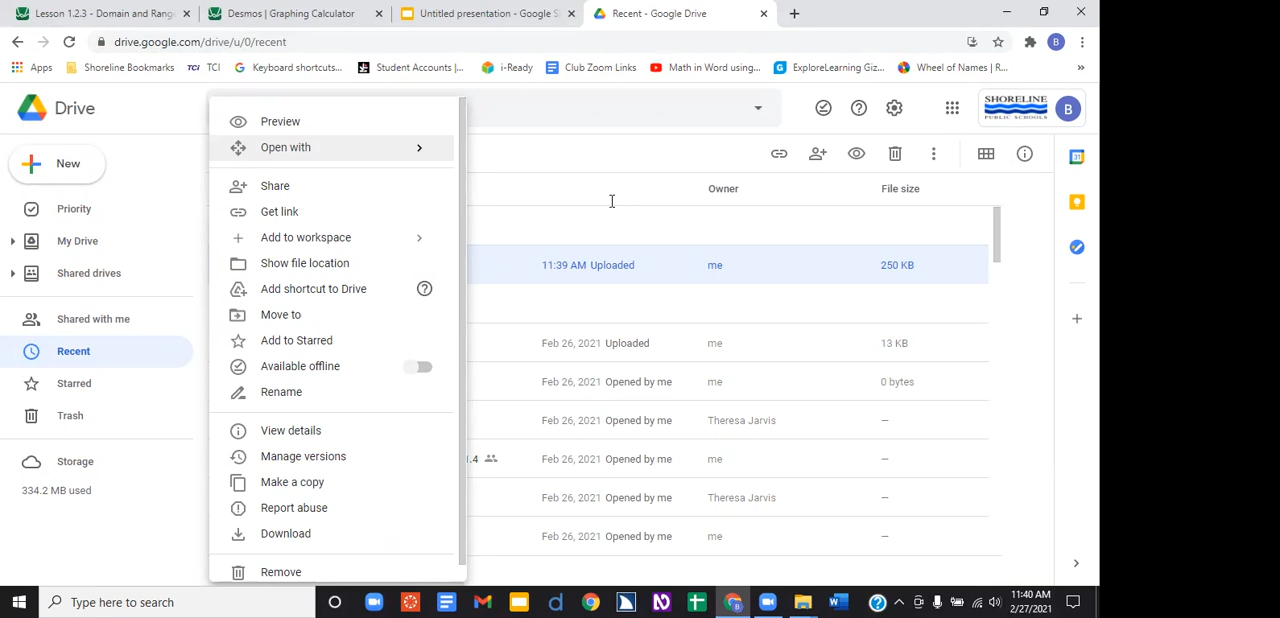 Lesson 1.2.3 - Domain and Rang
Desmos | Graphing Calculator
Untitled presentation - Google S
Recent - Google Drive
drive.google.com/drive/u/0/recent
B
Apps
Shoreline Bookmarks
TCi TCI
Keyboard shortcuts...
Student Accounts |...
i-Ready
Club Zoom Links
Math in Word using...
ExploreLearning Giz...
Wheel of Names | R...
»
Drive
SHORELINE
PUBLIC SCHOOLS
B
New
Priority
My Drive
Shared drives
Shared with me
Recent
Starred
Trash
Storage
334.2 MB used
Preview
Open with
Share
Get link
Add to workspace
Show file location
Add shortcut to Drive
Move to
Add to Starred
Available offline
Rename
View details
Manage versions
Make a copy
Report abuse
Download
Remove
Owner File size
11:39 AM Uploaded me 250 KB
Feb 26, 2021 Uploaded me 13 KB
Feb 26, 2021 Opened by me me 0 bytes
Feb 26, 2021 Opened by me Theresa Jarvis —
1.4 Feb 26, 2021 Opened by me me —
Feb 26, 2021 Opened by me Theresa Jarvis —
Feb 26, 2021 Opened by me me —
31
Type here to search
11:40 AM
2/27/2021